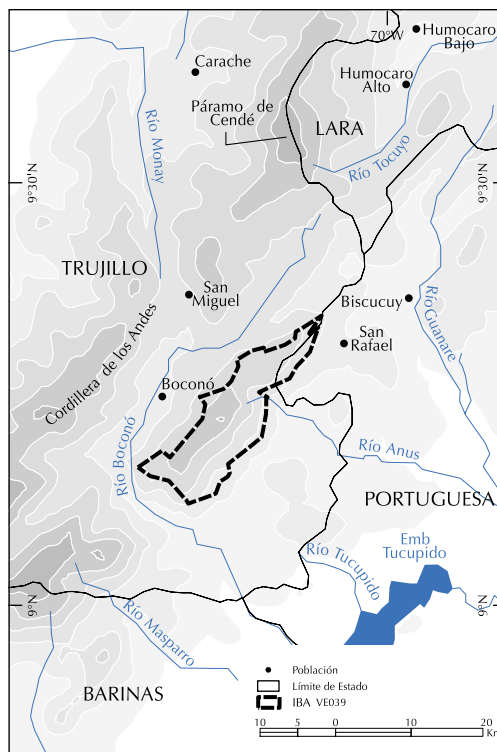 70°W
Humocaro
Bajo
Carache
Humocaro
Alto
Páramo de
Cendé
LARA
Río Monay
Río Tocuyo
9°30'N
9°30'N
TRUJILLO
San
Miguel
Biscucuy
Río Guanare
San
Rafael
Cordillera de los Andes
Boconó
Río Boconó
Río Anus
PORTUGUESA
Emb
Tucupido
Río Tucupido
9°N
9°N
Río Masparro
BARINAS
Población
Límite de Estado
IBA VE039
10 5 0 10 20
Km